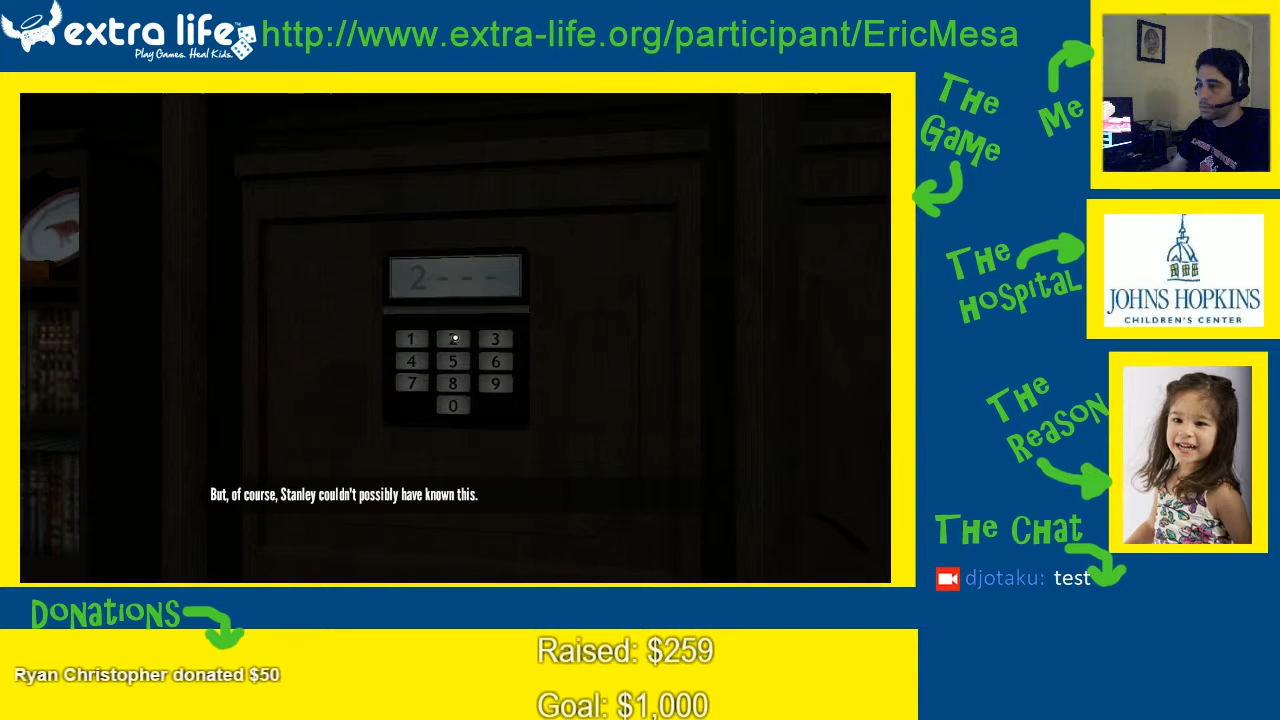 extra life
Play Games. Heal Kids.
http://www.extra-life.org/participant/EricMesa
THE
GAME
Me
2---
1 2 3
4 5 6
7 8 9
0
But, of course, Stanley couldn't possibly have known this.
THE
HOSPITAL
JOHNS HOPKINS
CHILDREN'S CENTER
THE
REASON
THE CHAT
djotaku: test
DONATIONS
Ryan Christopher donated $50
Raised: $259
Goal: $1,000